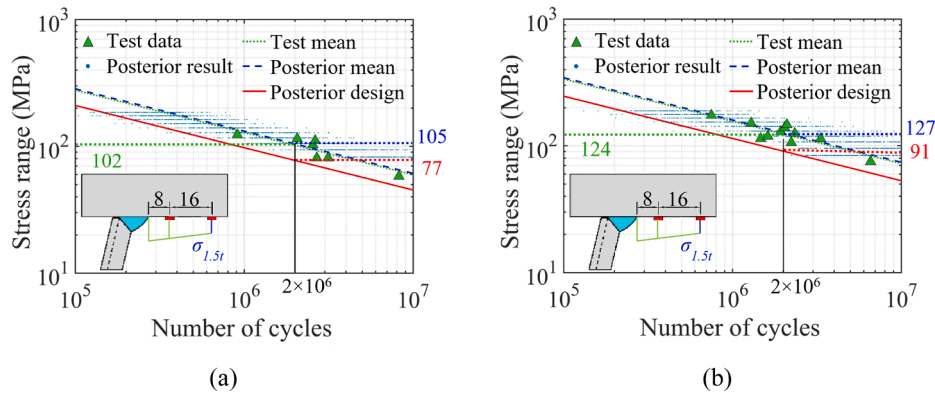 10³
Test data
Test mean
Posterior result
Posterior mean
Posterior design
Stress range (MPa)
10²
105
102
77
8
16
σ1.5t
10¹
10⁵
10⁶
2×10⁶
10⁷
Number of cycles
(a)
10³
Test data
Test mean
Posterior result
Posterior mean
Posterior design
Stress range (MPa)
10²
127
124
91
8
16
σ1.5t
10¹
10⁵
10⁶
2×10⁶
10⁷
Number of cycles
(b)